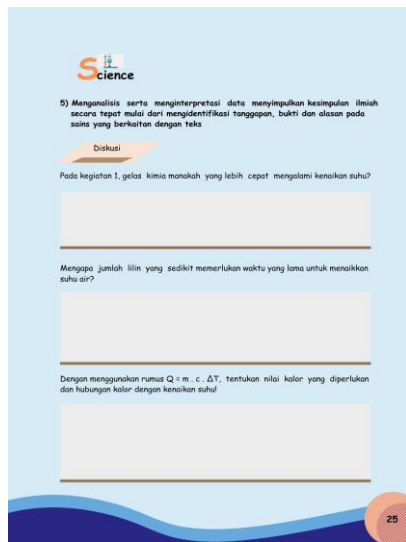 Science
5) Menganalisis serta menginterpretasi data menyimpulkan kesimpulan ilmiah
secara tepat mulai dari mengidentifikasi tanggapan, bukti dan alasan pada
sains yang berkaitan dengan teks
Diskusi
Pada kegiatan 1, gelas kimia manakah yang lebih cepat mengalami kenaikan suhu?
Mengapa jumlah lilin yang sedikit memerlukan waktu yang lama untuk menaikkan
suhu air?
Dengan menggunakan rumus Q = m . c . ΔT, tentukan nilai kalor yang diperlukan
dan hubungan kalor dengan kenaikan suhu!
25